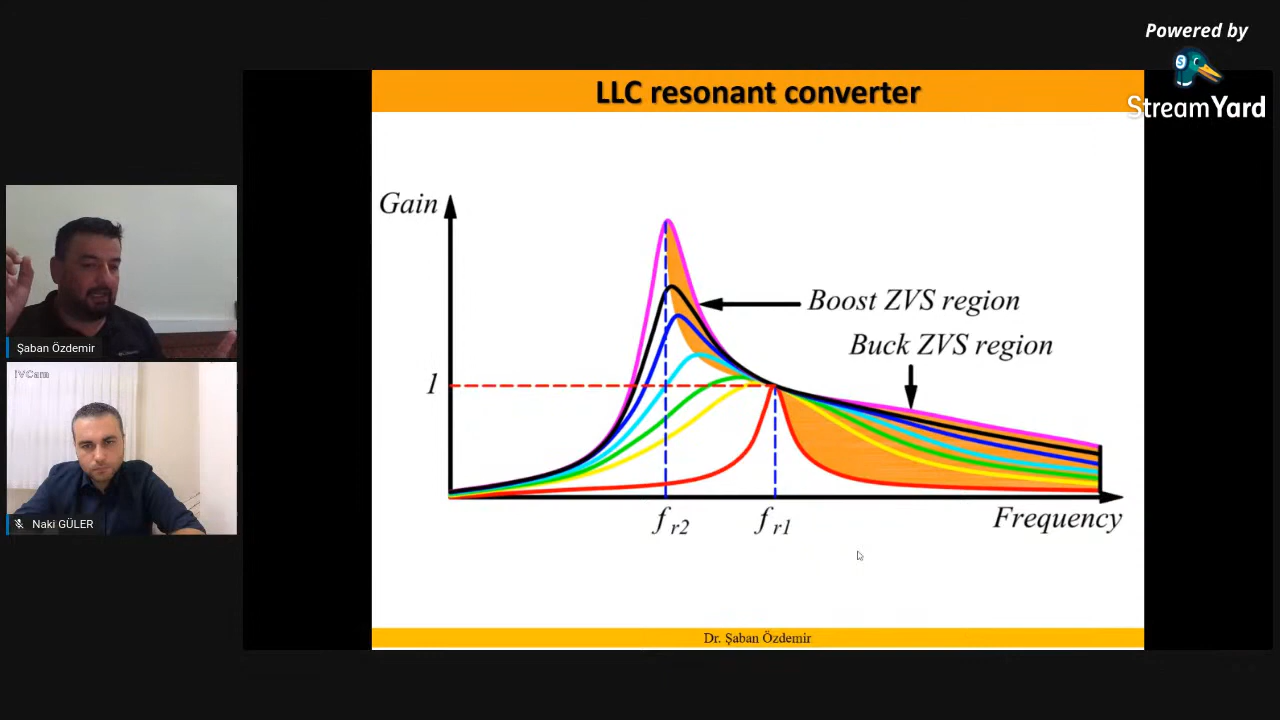 Powered by
StreamYard
LLC resonant converter
Gain
Boost ZVS region
Buck ZVS region
1
f r2
f r1
Frequency
Dr. Şaban Özdemir
Şaban Özdemir
iVCam
Naki GÜLER